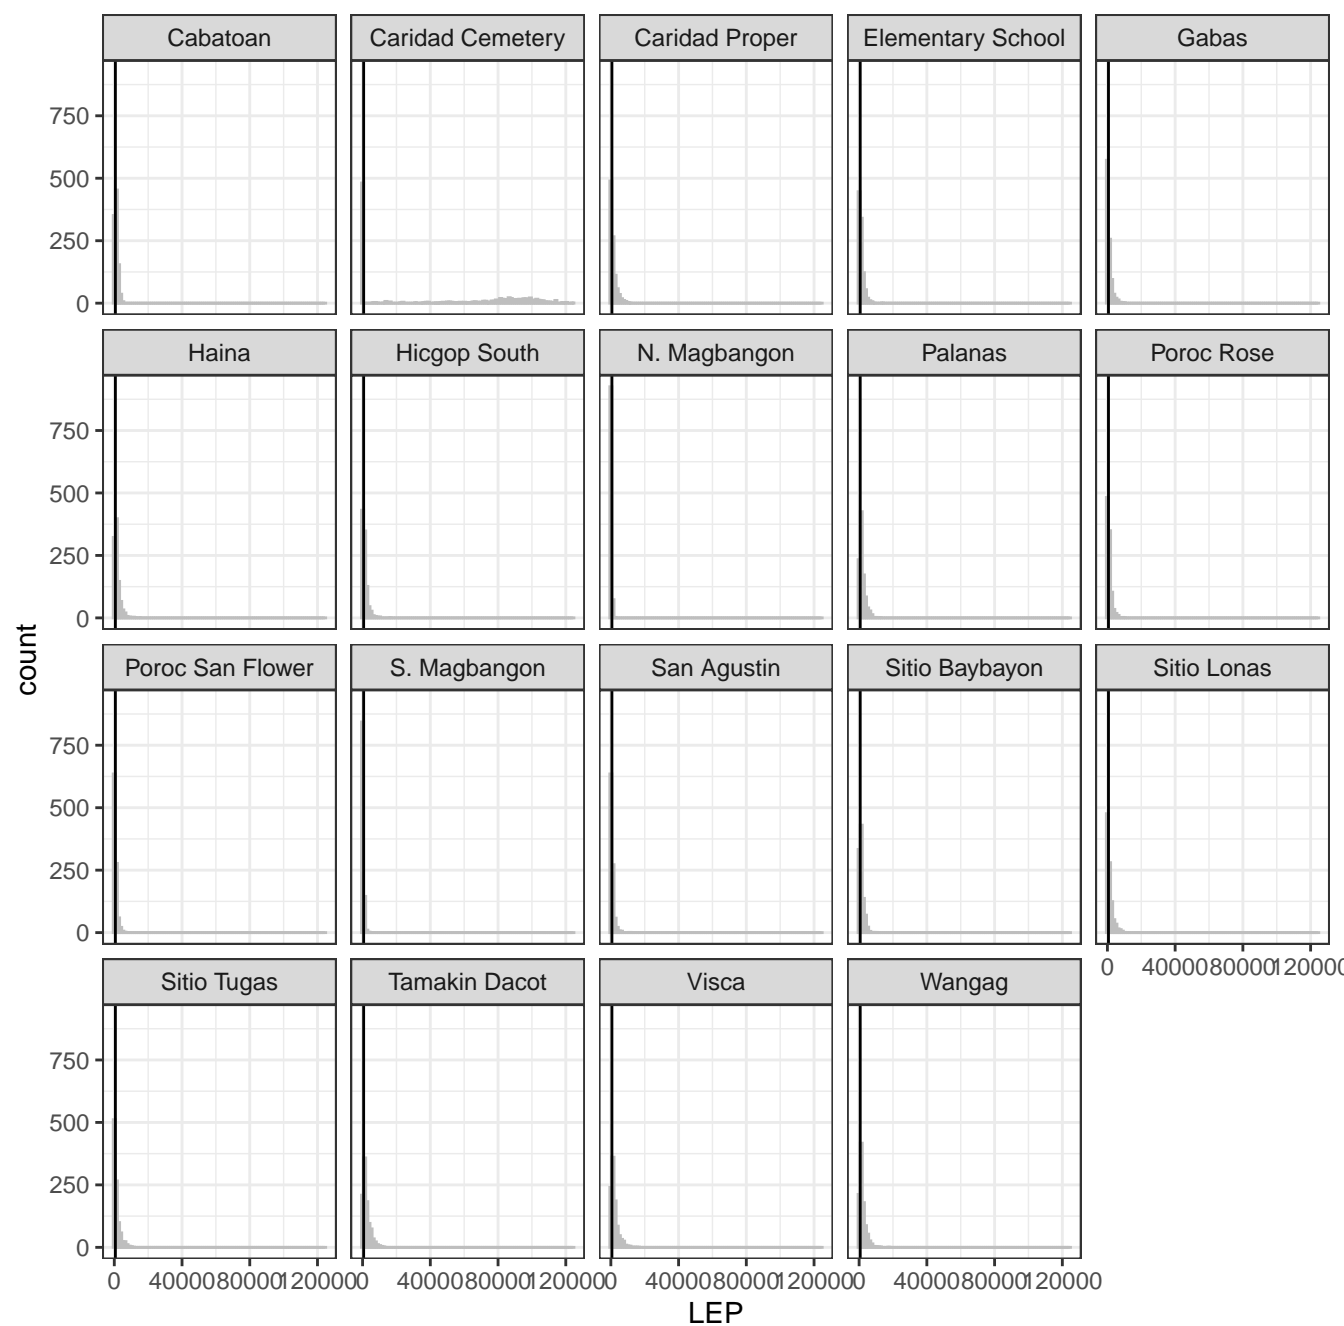 Cabatoan Caridad Cemetery Caridad Proper Elementary School Gabas
750
500
250
0
Haina Hicgop South N. Magbangon Palanas Poroc Rose
750
500
250
0
count
Poroc San Flower S. Magbangon San Agustin Sitio Baybayon Sitio Lonas
750
500
250
0
0 40000 80000 120000
Sitio Tugas Tamakin Dacot Visca Wangag
750
500
250
0
0 40000 80000 120000 0 40000 80000 120000 0 40000 80000 120000 0 40000 80000 120000
LEP